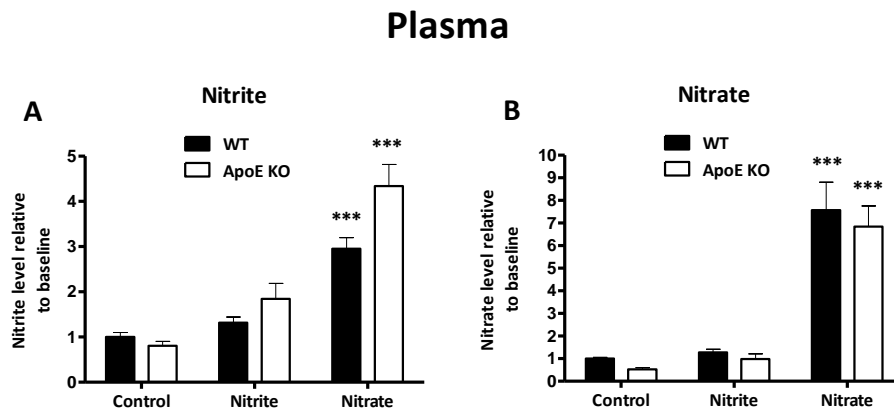 Plasma
A
Nitrite
WT
ApoE KO
***
***
5
4
3
2
1
0
Nitrite level relative
to baseline
Control
Nitrite
Nitrate
B
Nitrate
WT
ApoE KO
***
***
10
9
8
7
6
5
4
3
2
1
0
Nitrate level relative
to baseline
Control
Nitrite
Nitrate